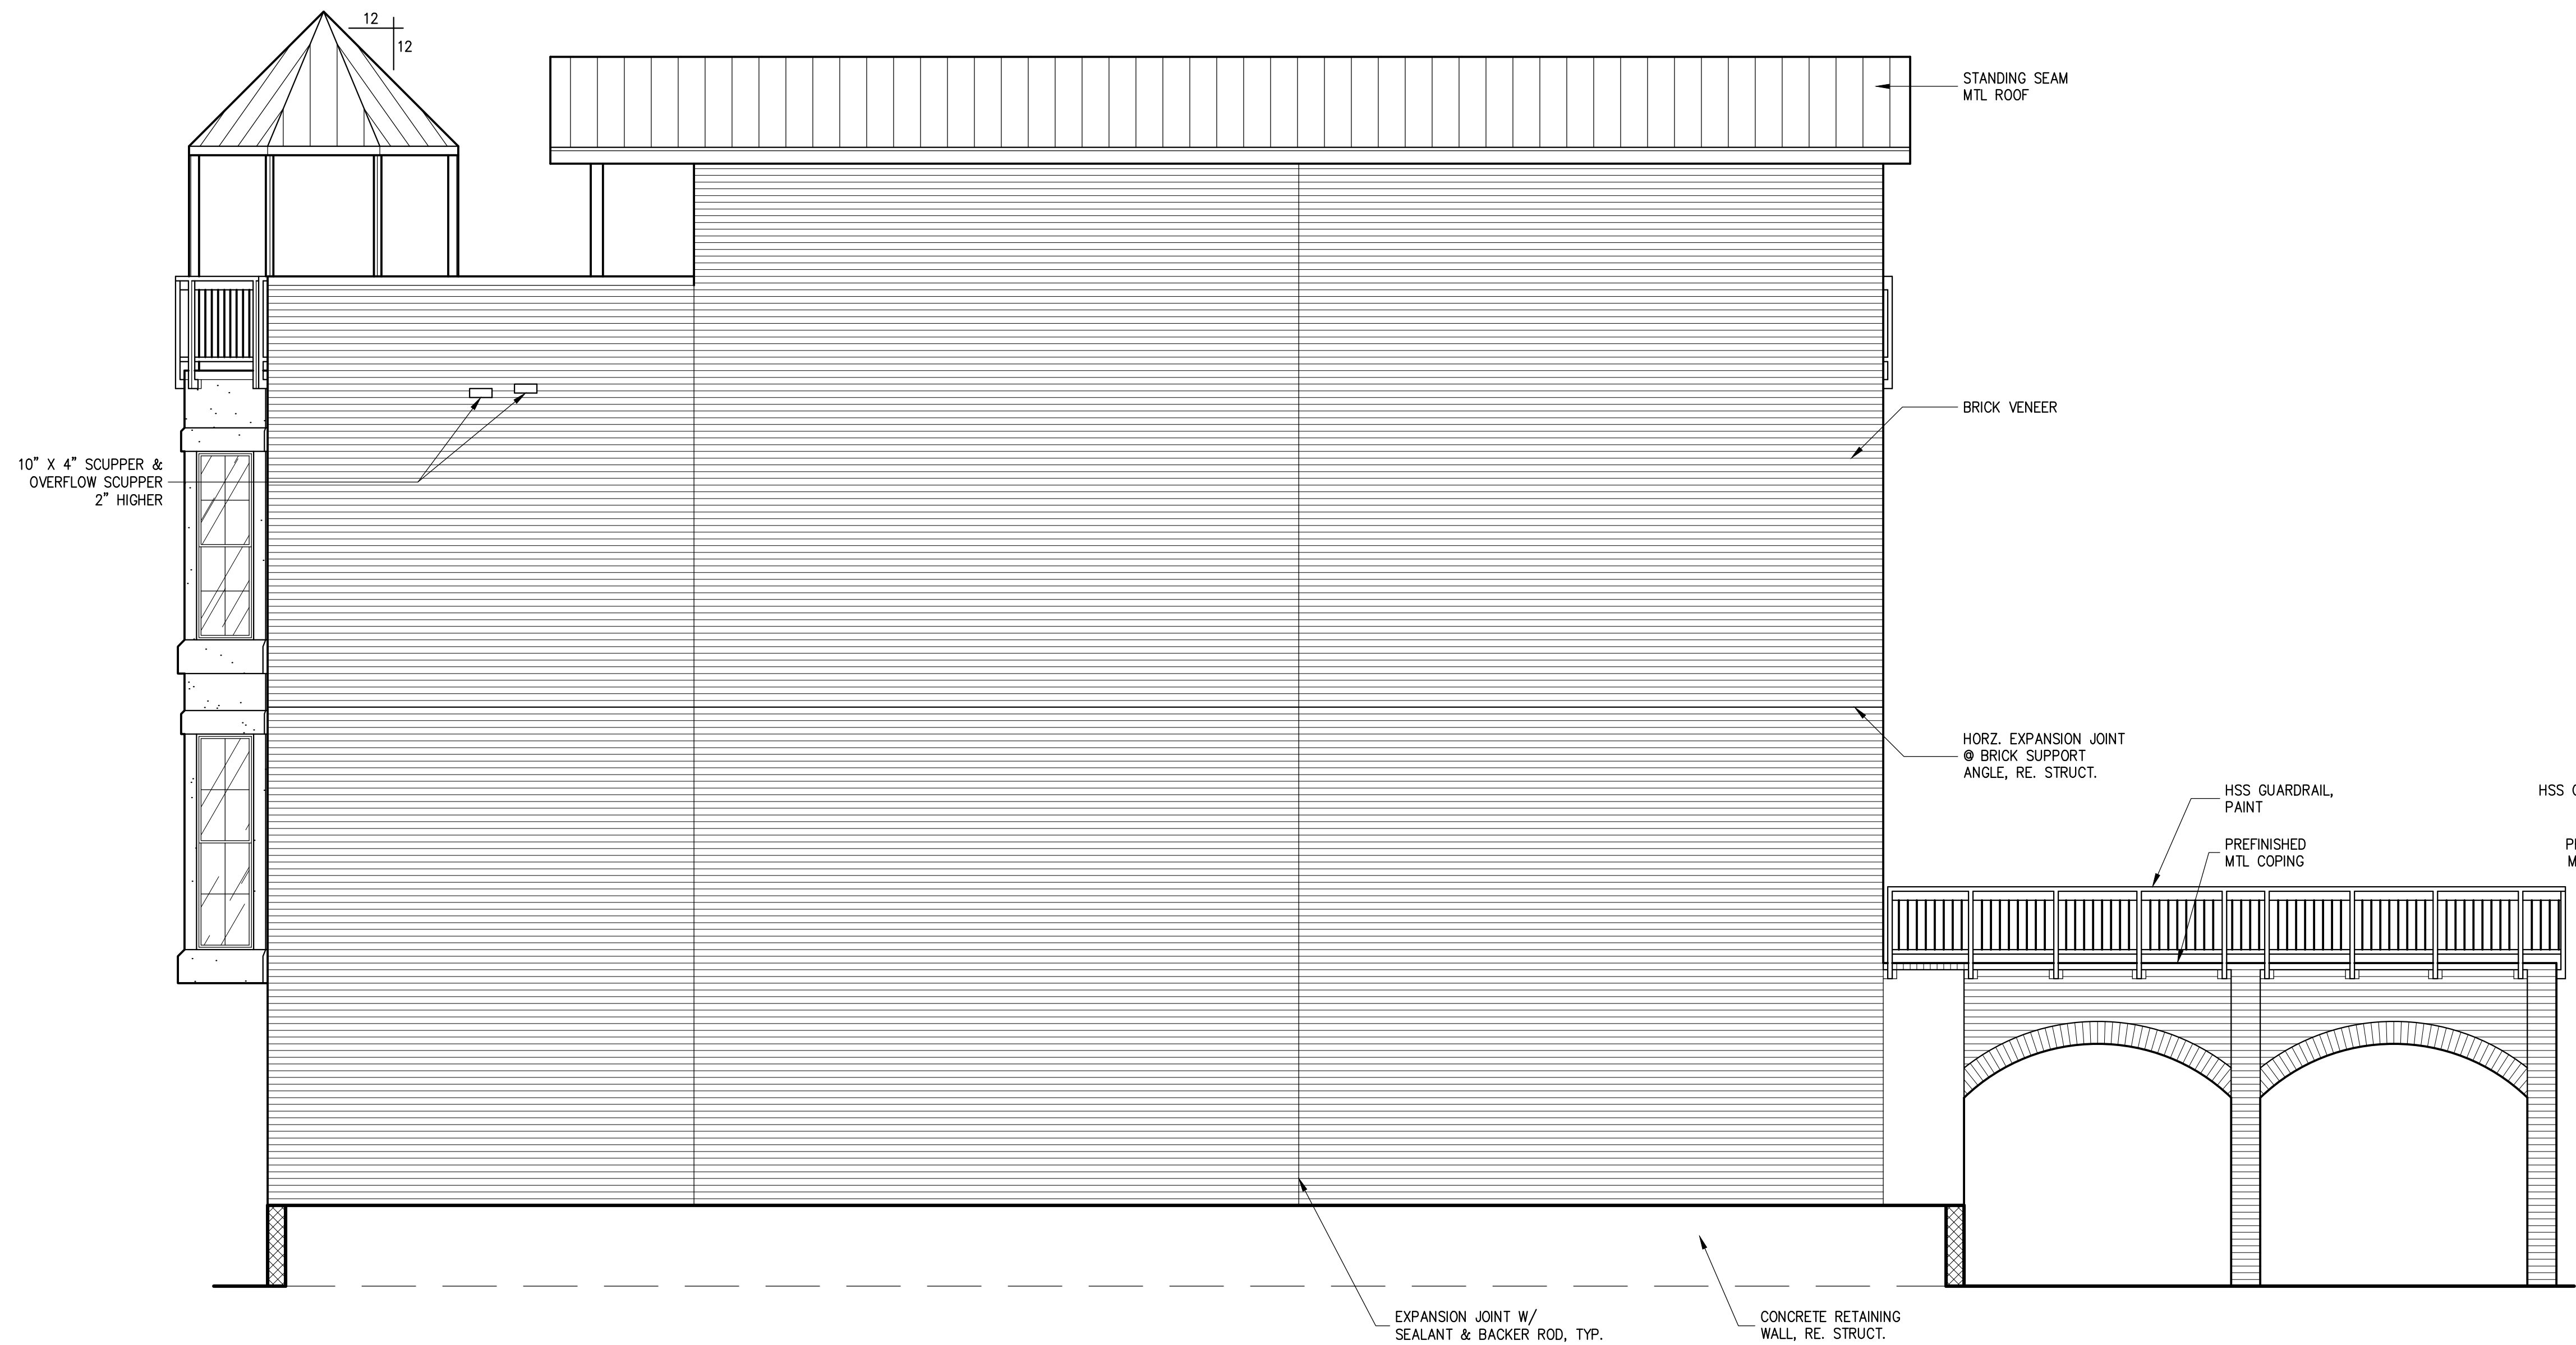 12
12
STANDING SEAM
MTL ROOF
BRICK VENEER
10" X 4" SCUPPER &
OVERFLOW SCUPPER
2" HIGHER
HORZ. EXPANSION JOINT
@ BRICK SUPPORT
ANGLE, RE. STRUCT.
HSS GUARDRAIL,
PAINT
HSS
PREFINISHED
MTL COPING
EXPANSION JOINT W/
SEALANT & BACKER ROD, TYP.
CONCRETE RETAINING
WALL, RE. STRUCT.